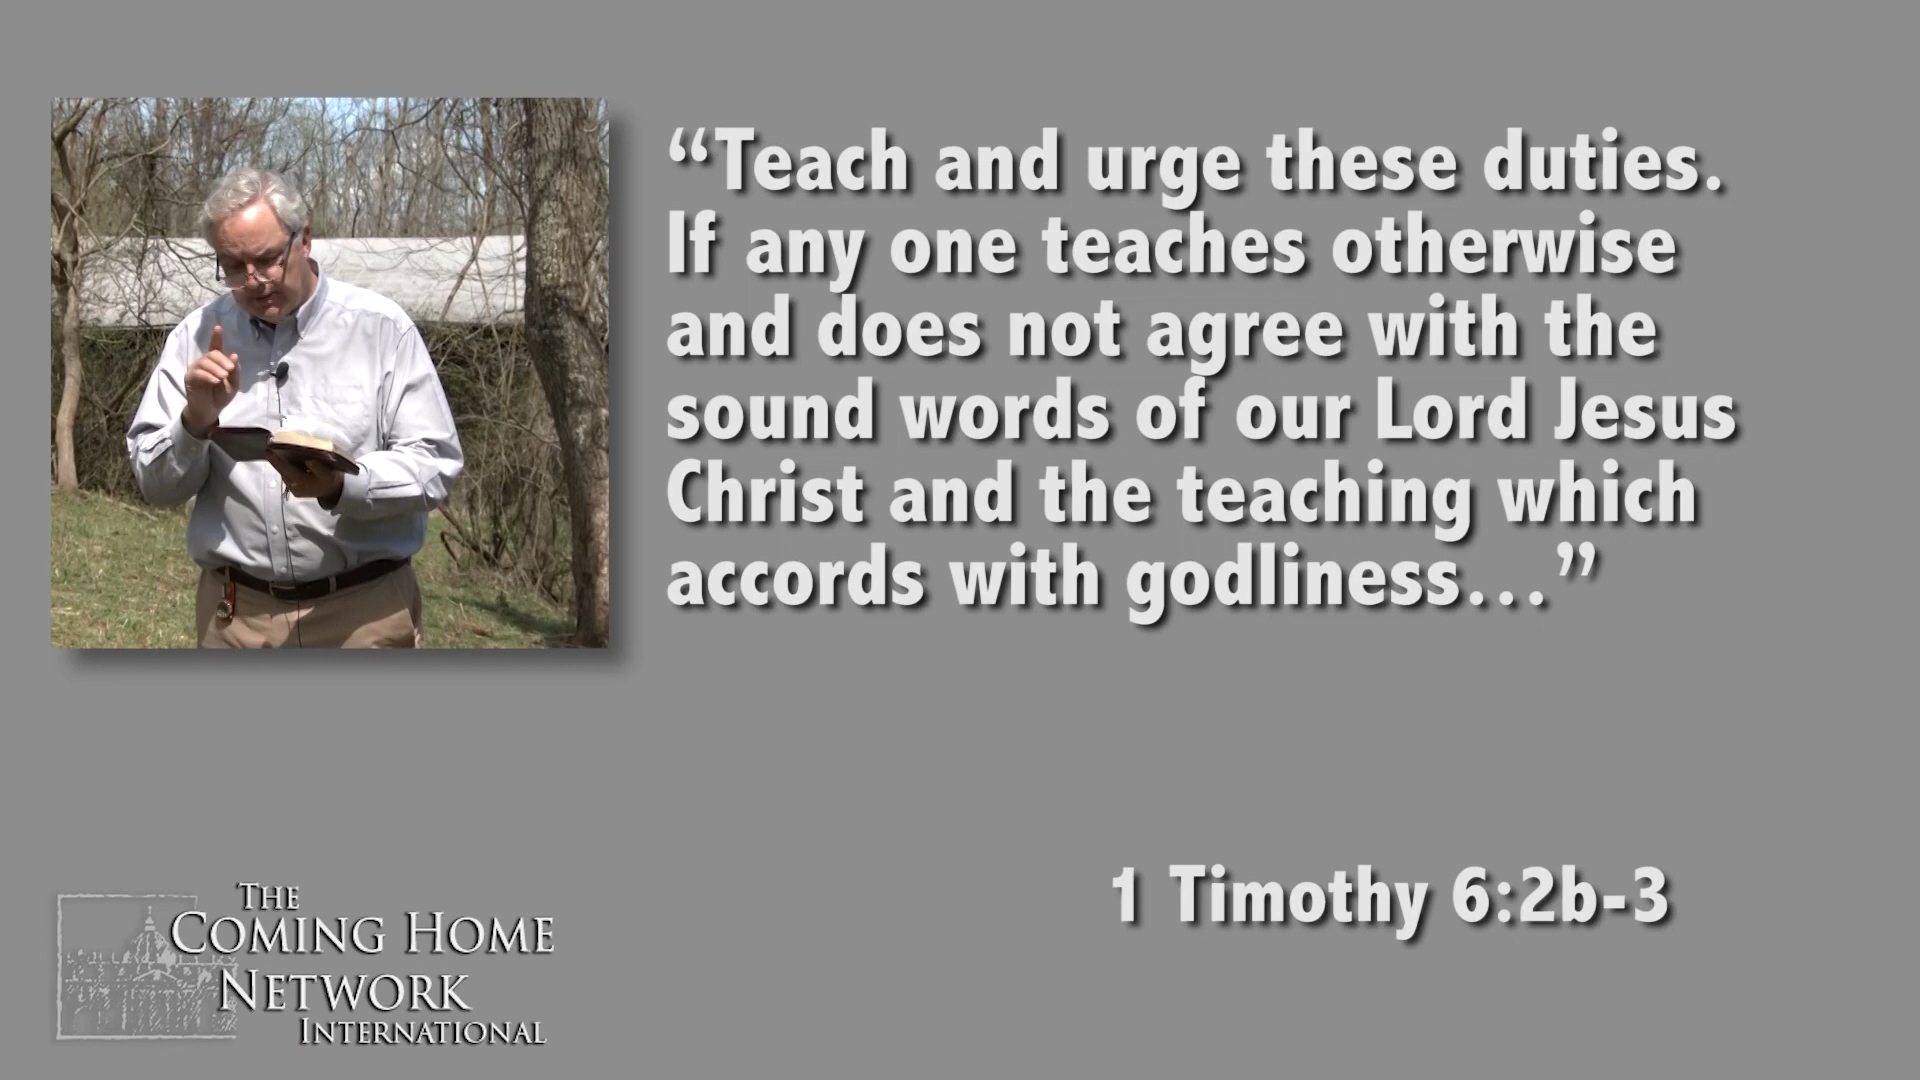 “Teach and urge these duties.
If any one teaches otherwise
and does not agree with the
sound words of our Lord Jesus
Christ and the teaching which
accords with godliness…”
1 Timothy 6:2b-3
The
Coming Home
Network
International